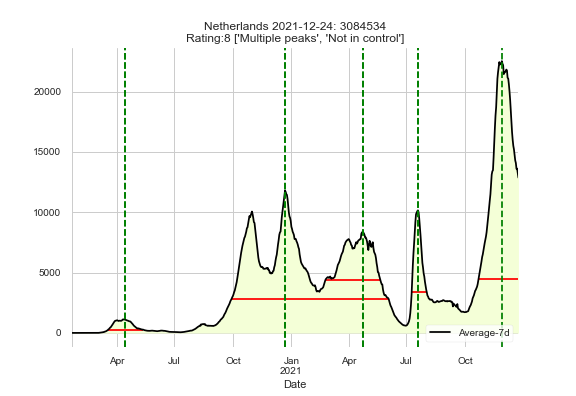 Netherlands 2021-12-24: 3084534
Rating:8 ['Multiple peaks', 'Not in control']
20000
15000
10000
5000
0
Average-7d
Apr Jul Oct Jan Apr Jul Oct
2021
Date